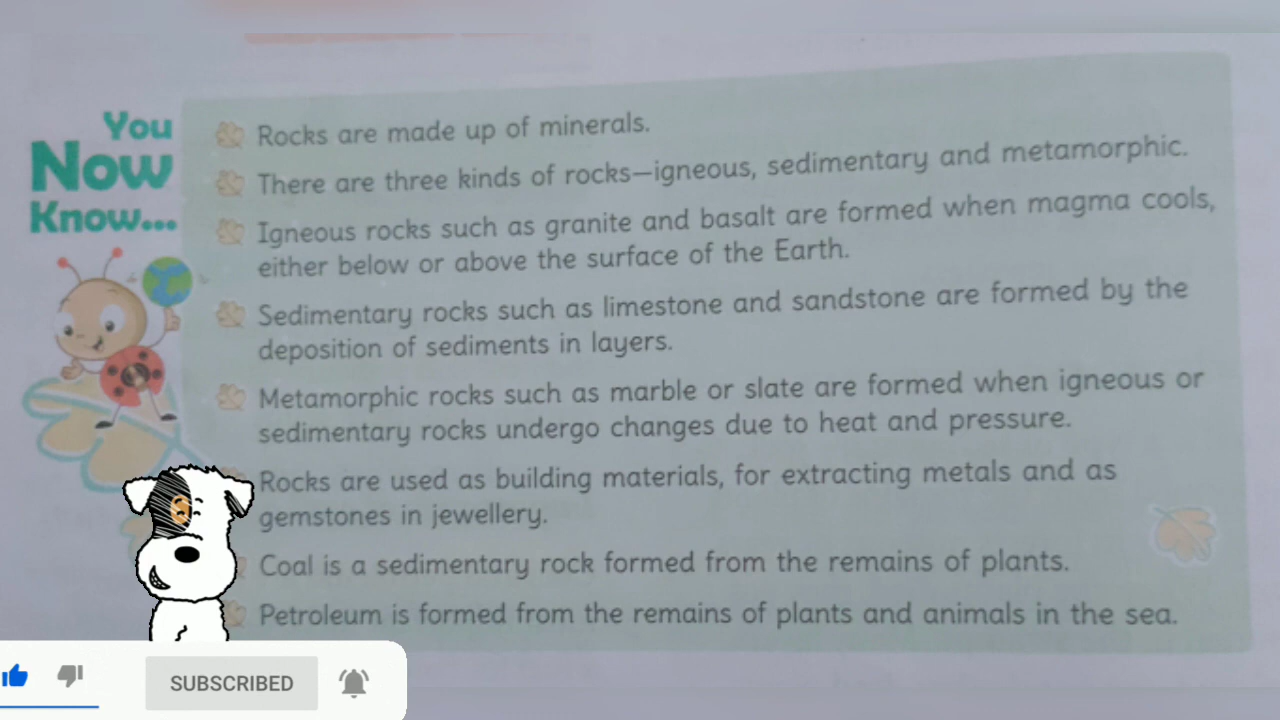 You
Now
Know...
Rocks are made up of minerals.
There are three kinds of rocks—igneous, sedimentary and metamorphic.
Igneous rocks such as granite and basalt are formed when magma cools,
either below or above the surface of the Earth.
Sedimentary rocks such as limestone and sandstone are formed by the
deposition of sediments in layers.
Metamorphic rocks such as marble or slate are formed when igneous or
sedimentary rocks undergo changes due to heat and pressure.
Rocks are used as building materials, for extracting metals and as
gemstones in jewellery.
Coal is a sedimentary rock formed from the remains of plants.
Petroleum is formed from the remains of plants and animals in the sea.
SUBSCRIBED